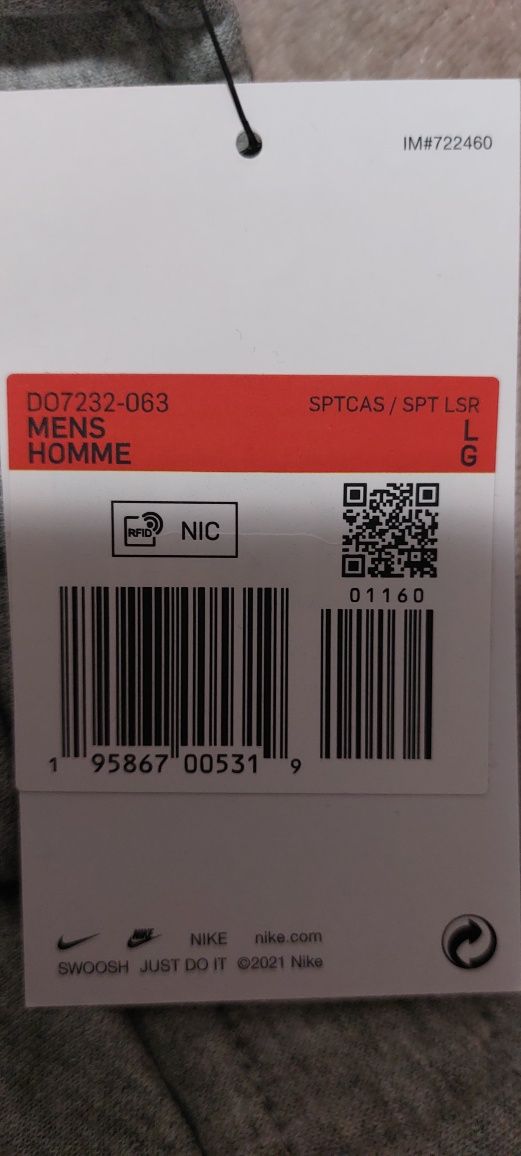 IM#722460
DO7232-063 SPTCAS / SPT LSR
MENS L
HOMME G
RFID NIC
01160
1 95867 00531 9
NIKE NIKE nike.com
SWOOSH JUST DO IT ©2021 Nike